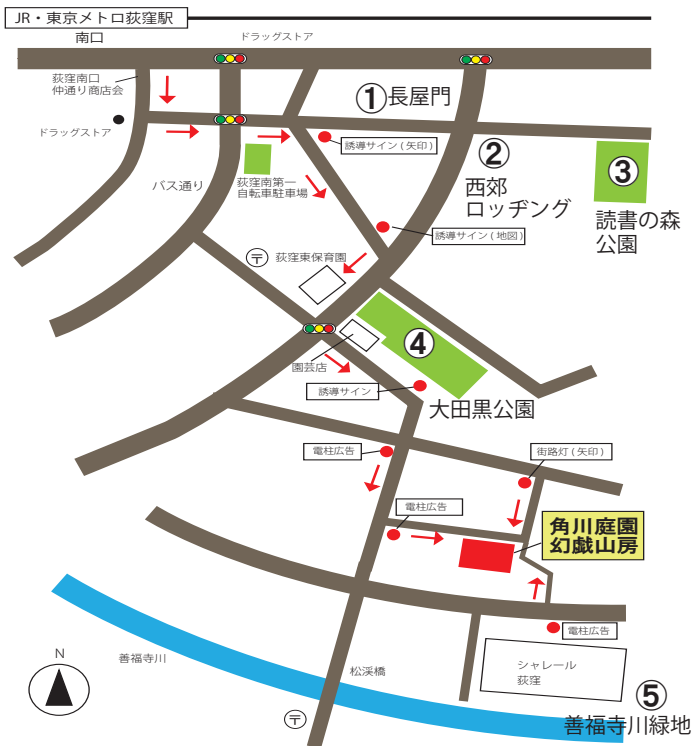 JR・東京メトロ荻窪駅
南口
ドラッグストア
荻窪南口
仲通り商店会
①長屋門
ドラッグストア
誘導サイン(矢印)
②
西郊
ロッヂング
③
読書の森
公園
バス通り
荻窪南第一
自転車駐車場
誘導サイン(地図)
〒 荻窪東保育園
④
園芸店
誘導サイン
大田黒公園
電柱広告
街路灯(矢印)
電柱広告
角川庭園
幻戯山房
電柱広告
N
善福寺川
松渓橋
シャレール
荻窪
⑤
善福寺川緑地
〒